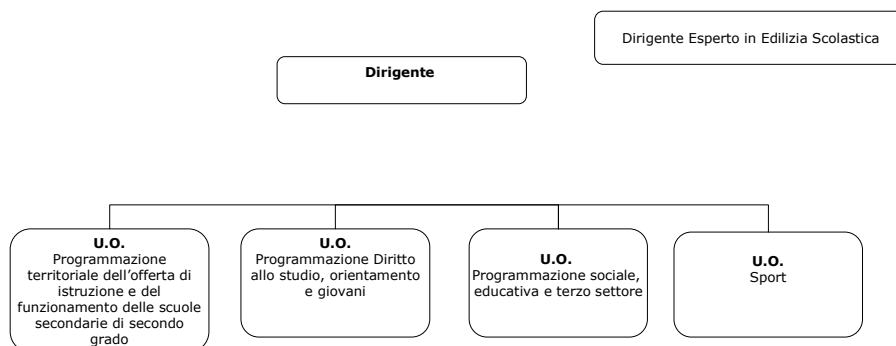 Dirigente Esperto in Edilizia Scolastica
Dirigente
U.O.
Programmazione
territoriale dell’offerta di
istruzione e del
funzionamento delle scuole
secondarie di secondo
grado
U.O.
Programmazione Diritto
allo studio, orientamento
e giovani
U.O.
Programmazione sociale,
educativa e terzo settore
U.O.
Sport